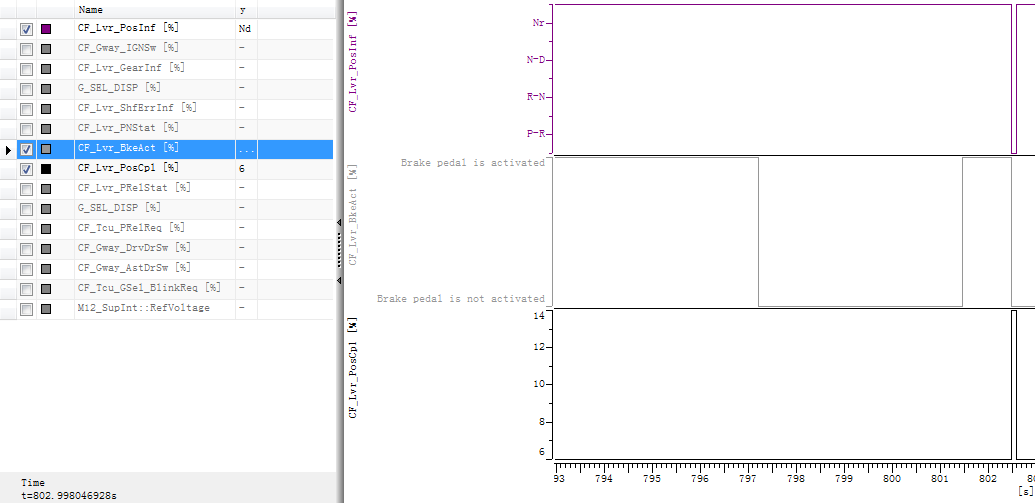 Name y
CF_Lvr_PosInf [%] Nd
CF_Gway_IGNSw [%] -
CF_Lvr_GearInf [%] -
G_SEL_DISP [%] -
CF_Lvr_ShfErrInf [%] -
CF_Lvr_PNStat [%] -
CF_Lvr_BkeAct [%] ...
CF_Lvr_PosCpl [%] 6
CF_Lvr_PRelStat [%] -
G_SEL_DISP [%] -
CF_Tcu_PRelReq [%] -
CF_Gway_DrvDrSw [%] -
CF_Gway_AstDrSw [%] -
CF_Tcu_GSel_BlinkReq [%] -
M12_SupInt::RefVoltage -
Time
t=802.998046928s
CF_Lvr_PosInf [%]
Nr
N-D
R-N
P-R
CF_Lvr_BkeAct [%]
Brake pedal is activated
Brake pedal is not activated
CF_Lvr_PosCpl [%]
14
12
10
8
6
93 794 795 796 797 798 799 800 801 802 80
[s]